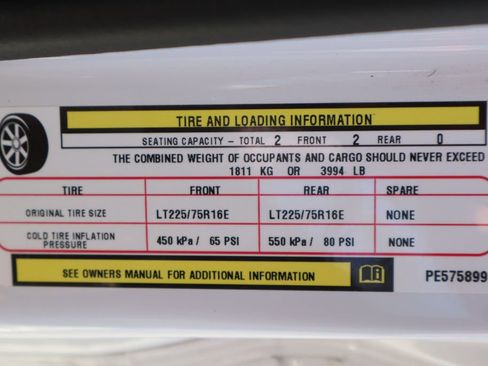 TIRE AND LOADING INFORMATION
SEATING CAPACITY - TOTAL 2 FRONT 2 REAR 0
THE COMBINED WEIGHT OF OCCUPANTS AND CARGO SHOULD NEVER EXCEED
1811 KG OR 3994 LB
TIRE FRONT REAR SPARE
ORIGINAL TIRE SIZE LT225/75R16E LT225/75R16E NONE
COLD TIRE INFLATION
PRESSURE 450 kPa / 65 PSI 550 kPa / 80 PSI NONE
SEE OWNERS MANUAL FOR ADDITIONAL INFORMATION PE575899